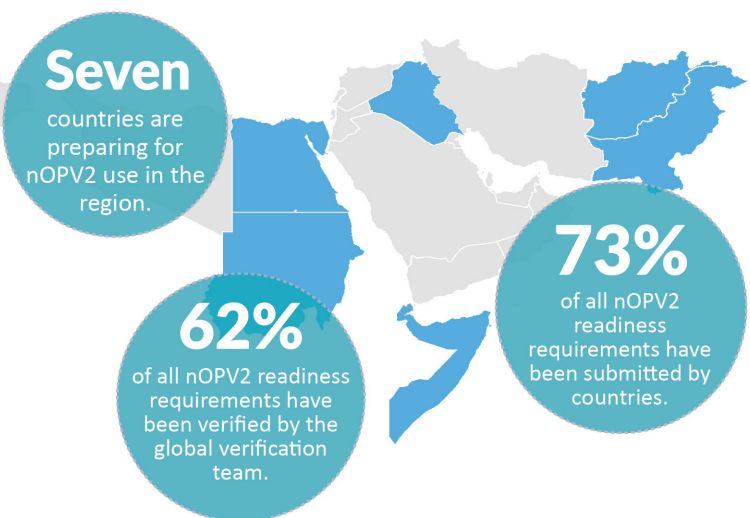 Seven
countries are
preparing for
nOPV2 use in the
region.
62%
of all nOPV2 readiness
requirements have
been verified by the
global verification
team.
73%
of all nOPV2
readiness
requirements have
been submitted by
countries.